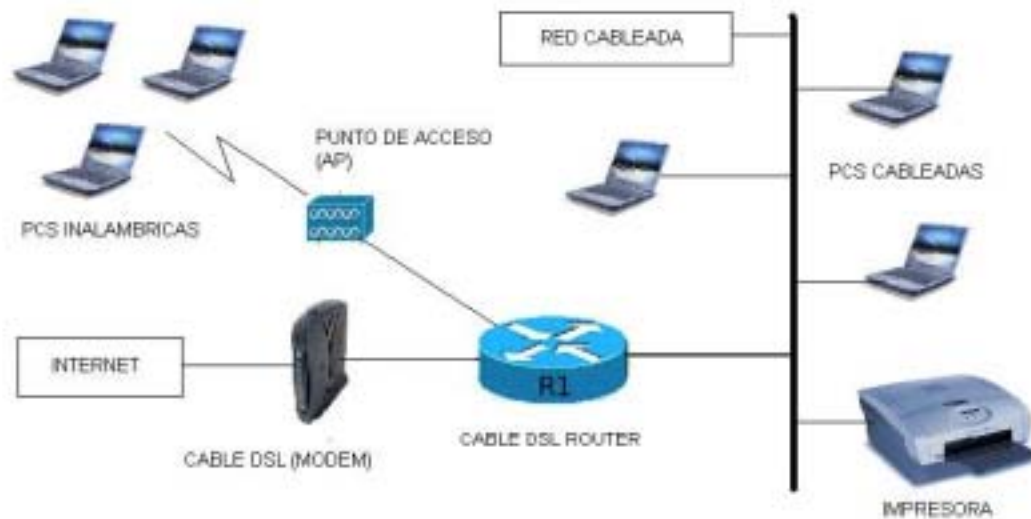 RED CABLEADA
PUNTO DE ACCESO
(AP)
PCS CABLEADAS
PCS INALAMBRICAS
INTERNET
R1
CABLE DSL ROUTER
CABLE DSL (MODEM)
IMPRESORA